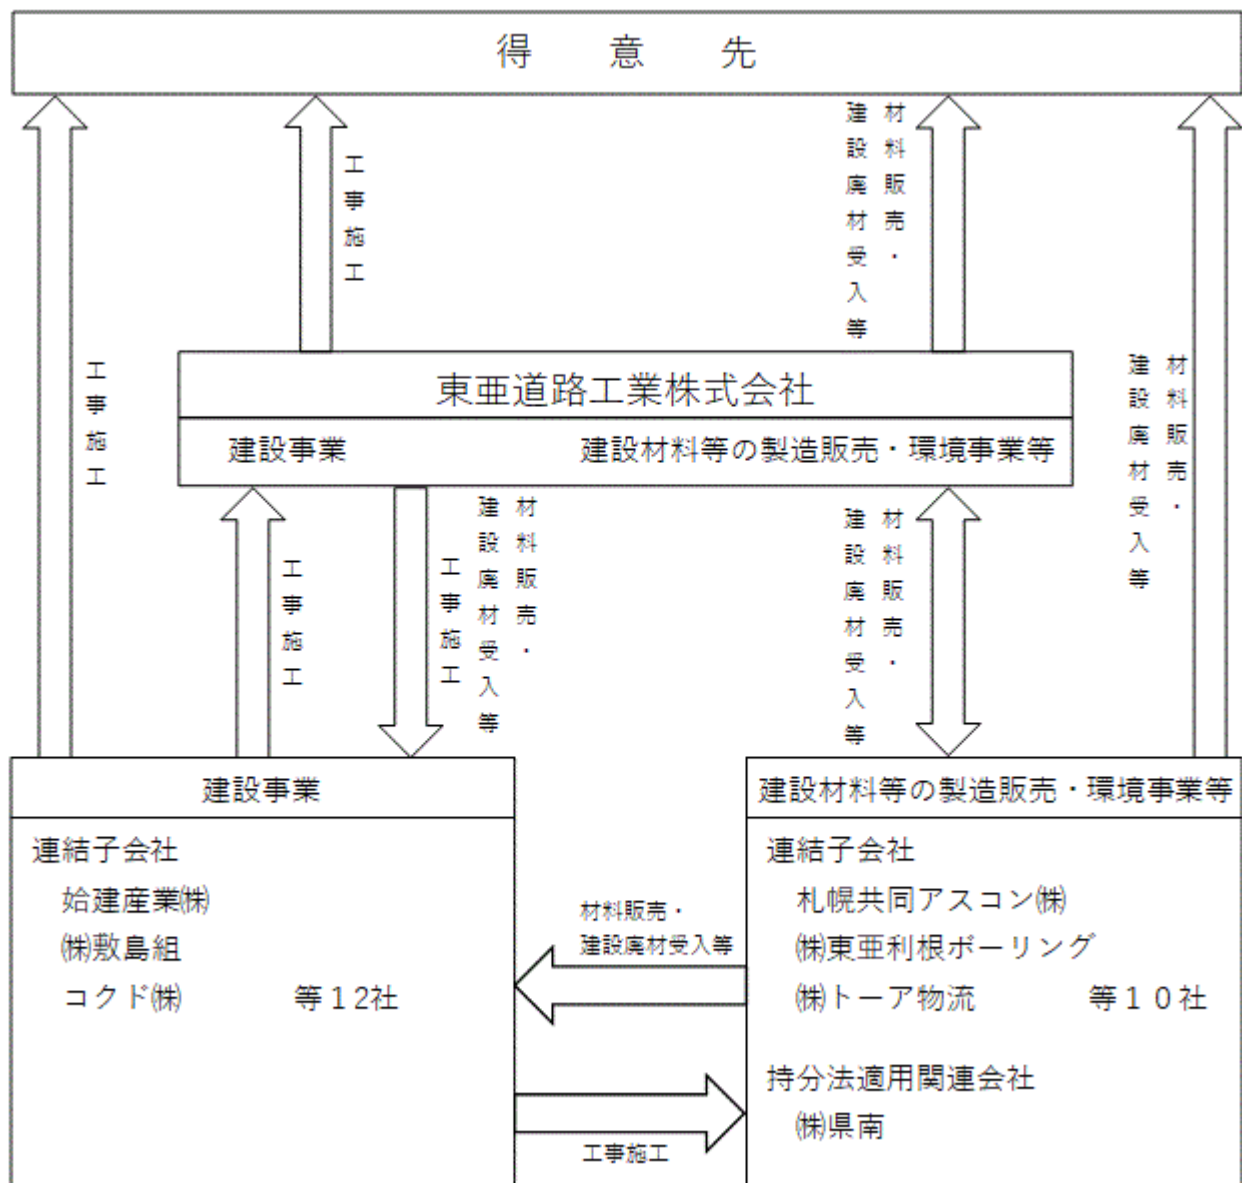 得意先
工事施工
工事施工
材料販売・
建設廃材受入等
材料販売・
建設廃材受入等
東亜道路工業株式会社
建設事業
建設材料等の製造販売・環境事業等
工事施工
工事施工
材料販売・
建設廃材受入等
材料販売・
建設廃材受入等
建設事業
連結子会社
始建産業㈱
㈱敷島組
コクド㈱ 等12社
材料販売・
建設廃材受入等
工事施工
建設材料等の製造販売・環境事業等
連結子会社
札幌共同アスコン㈱
㈱東亜利根ボーリング
㈱トーア物流 等１０社
持分法適用関連会社
㈱県南